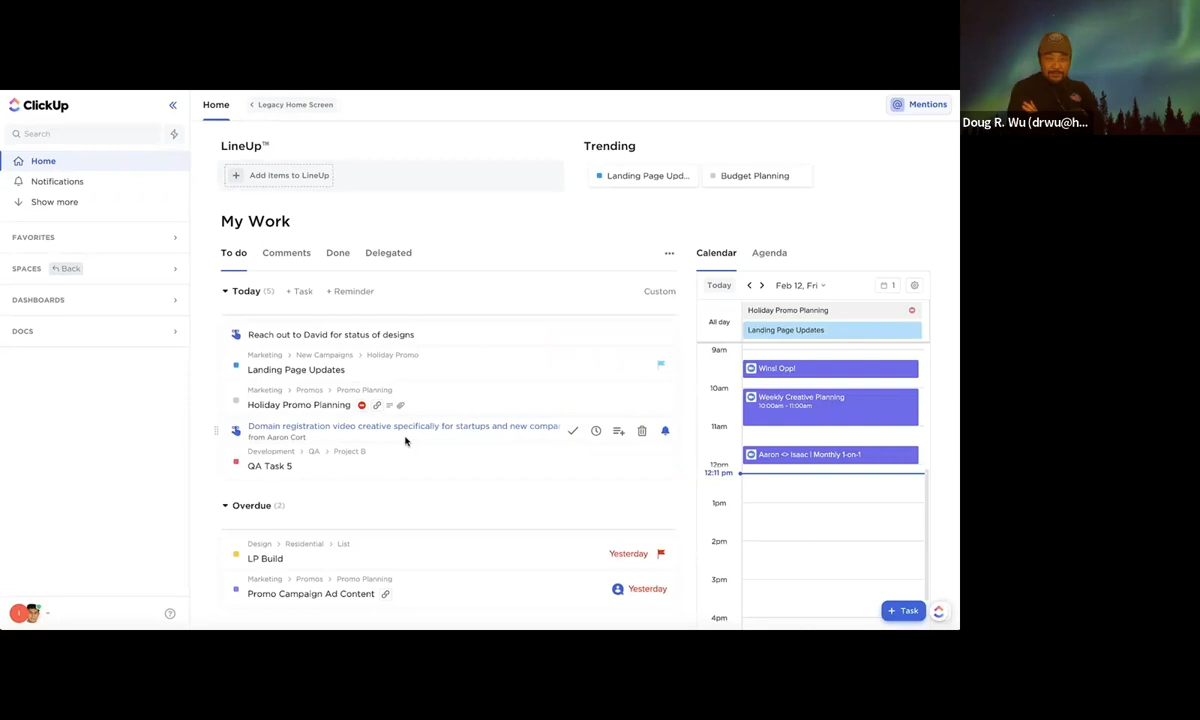 ClickUp
Search
Home
Notifications
Show more
FAVORITES
SPACES Back
DASHBOARDS
DOCS
Home
Legacy Home Screen
Mentions
LineUp™
Add items to LineUp
Trending
Landing Page Upd...
Budget Planning
My Work
To do Comments Done Delegated
Today (5) + Task + Reminder Custom
Reach out to David for status of designs
Marketing > New Campaigns > Holiday Promo
Landing Page Updates
Marketing > Promos > Promo Planning
Holiday Promo Planning
Domain registration video creative specifically for startups and new compa
from Aaron Cort
Development > QA > Project B
QA Task 5
Overdue (2)
Design > Residential > List
LP Build
Yesterday
Marketing > Promos > Promo Planning
Promo Campaign Ad Content
Yesterday
Calendar Agenda
Today Feb 12, Fri 1
All day
Holiday Promo Planning
Landing Page Updates
9am
Wins! Opp!
10am
Weekly Creative Planning
10:00am - 11:00am
11am
Aaron <> Isaac | Monthly 1-on-1
12pm
12:11 pm
1pm
2pm
3pm
4pm
+ Task
Doug R. Wu (drwu@h...